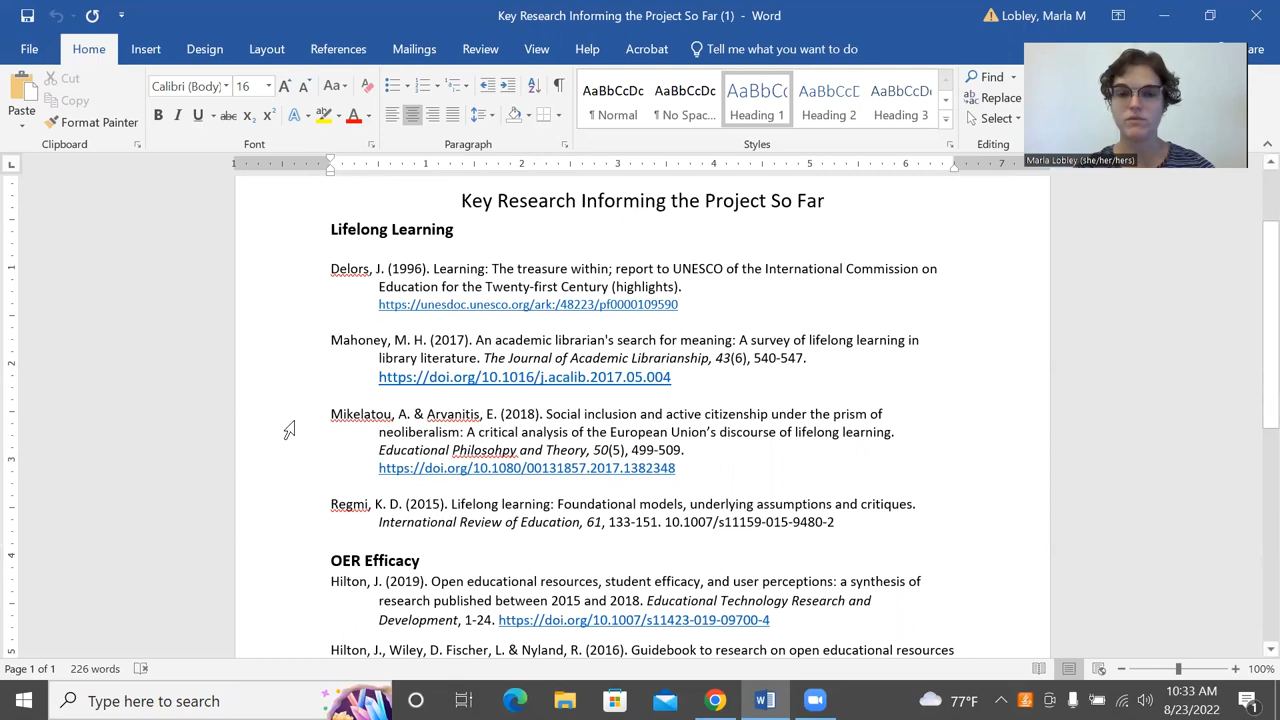 Key Research Informing the Project So Far (1) - Word
Lobley, Marla M
File Home Insert Design Layout References Mailings Review View Help Acrobat Tell me what you want to do
Paste
Cut
Copy
Format Painter
Clipboard
Calibri (Body) 16
Font
Paragraph
AaBbCcDc AaBbCcDc AaBbCc AaBbCcD AaBbCcD
¶ Normal ¶ No Spac... Heading 1 Heading 2 Heading 3
Styles
Find
Replace
Select
Editing
Marla Lobley (she/her/hers)
Key Research Informing the Project So Far
Lifelong Learning
Delors, J. (1996). Learning: The treasure within; report to UNESCO of the International Commission on
Education for the Twenty-first Century (highlights).
https://unesdoc.unesco.org/ark:/48223/pf0000109590
Mahoney, M. H. (2017). An academic librarian's search for meaning: A survey of lifelong learning in
library literature. The Journal of Academic Librarianship, 43(6), 540-547.
https://doi.org/10.1016/j.acalib.2017.05.004
Mikelatou, A. & Arvanitis, E. (2018). Social inclusion and active citizenship under the prism of
neoliberalism: A critical analysis of the European Union’s discourse of lifelong learning.
Educational Philosohpy and Theory, 50(5), 499-509.
https://doi.org/10.1080/00131857.2017.1382348
Regmi, K. D. (2015). Lifelong learning: Foundational models, underlying assumptions and critiques.
International Review of Education, 61, 133-151. 10.1007/s11159-015-9480-2
OER Efficacy
Hilton, J. (2019). Open educational resources, student efficacy, and user perceptions: a synthesis of
research published between 2015 and 2018. Educational Technology Research and
Development, 1-24. https://doi.org/10.1007/s11423-019-09700-4
Hilton, J., Wiley, D. Fischer, L. & Nyland, R. (2016). Guidebook to research on open educational resources
Page 1 of 1 226 words 100%
Type here to search
77°F
10:33 AM
8/23/2022